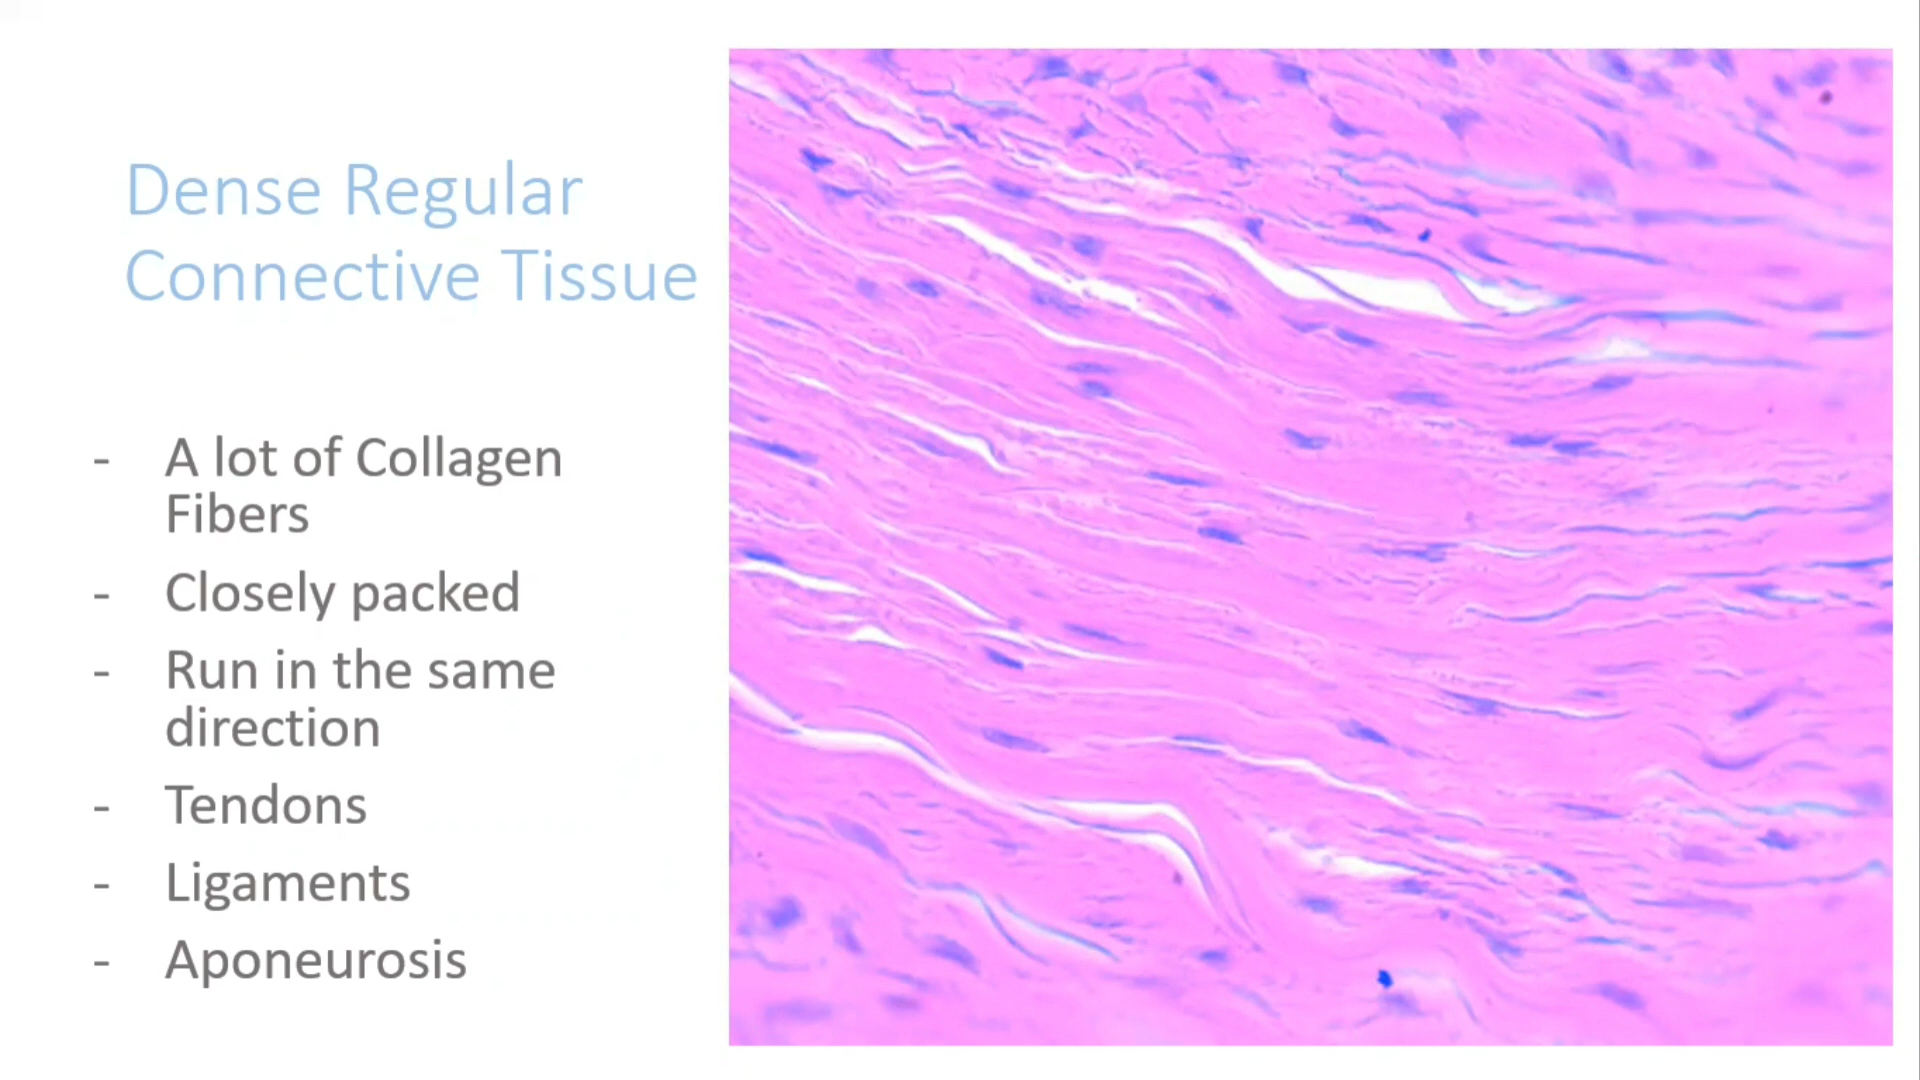 Dense Regular
Connective Tissue
- A lot of Collagen
Fibers
- Closely packed
- Run in the same
direction
- Tendons
- Ligaments
- Aponeurosis